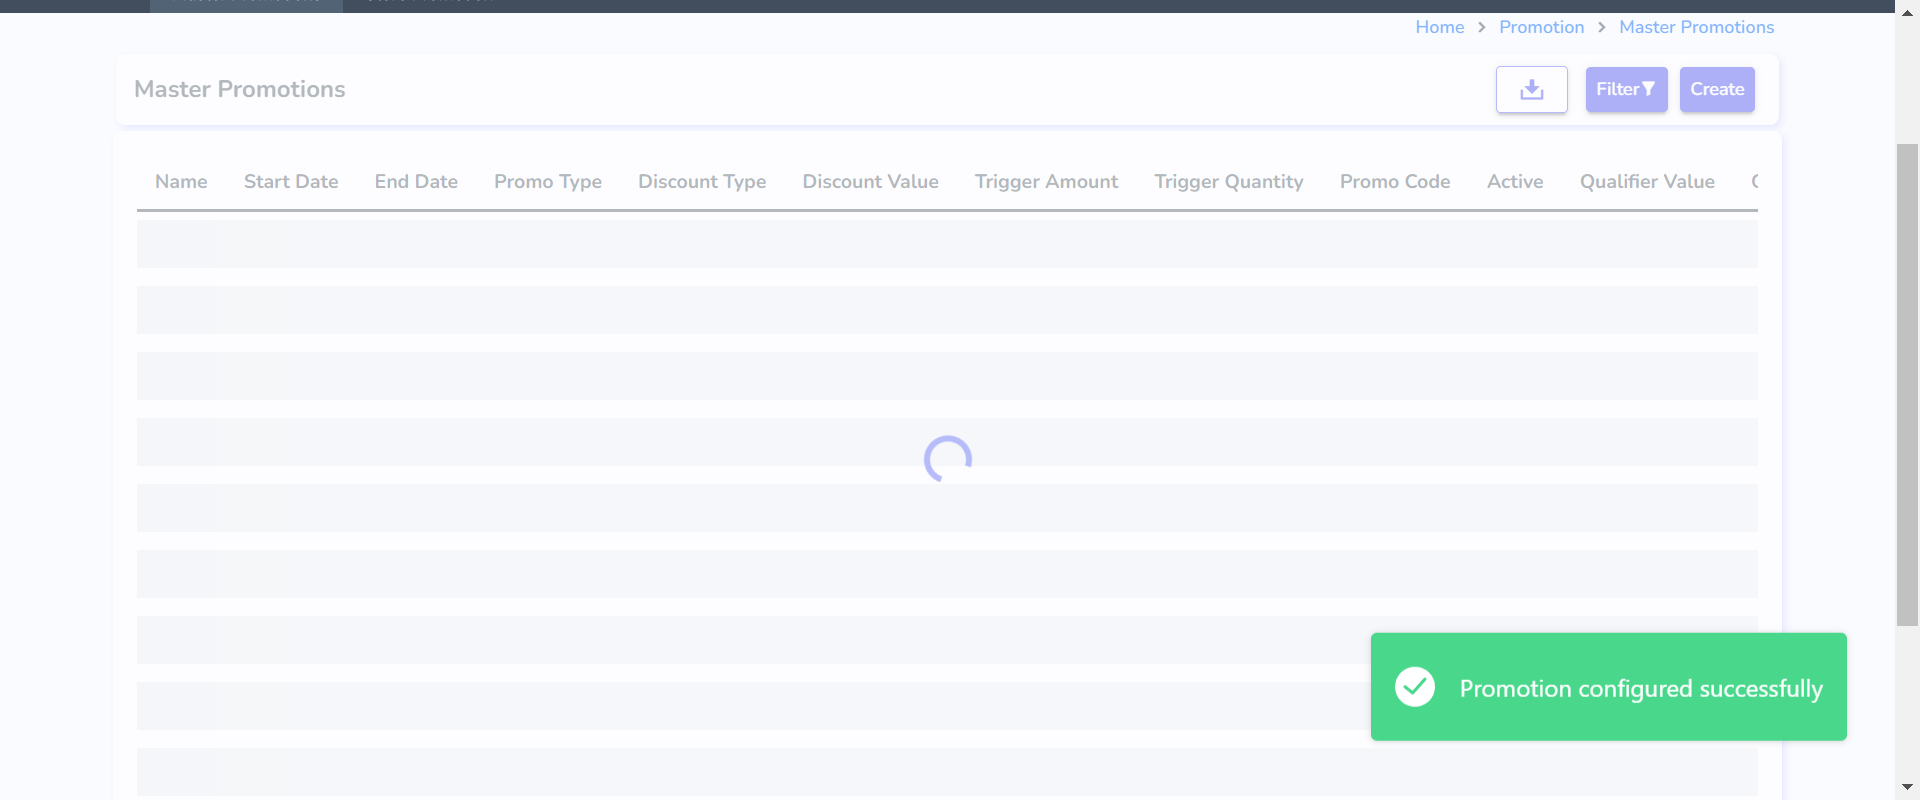 Home > Promotion > Master Promotions
Master Promotions
Filter
Create
Name Start Date End Date Promo Type Discount Type Discount Value Trigger Amount Trigger Quantity Promo Code Active Qualifier Value
Promotion configured successfully